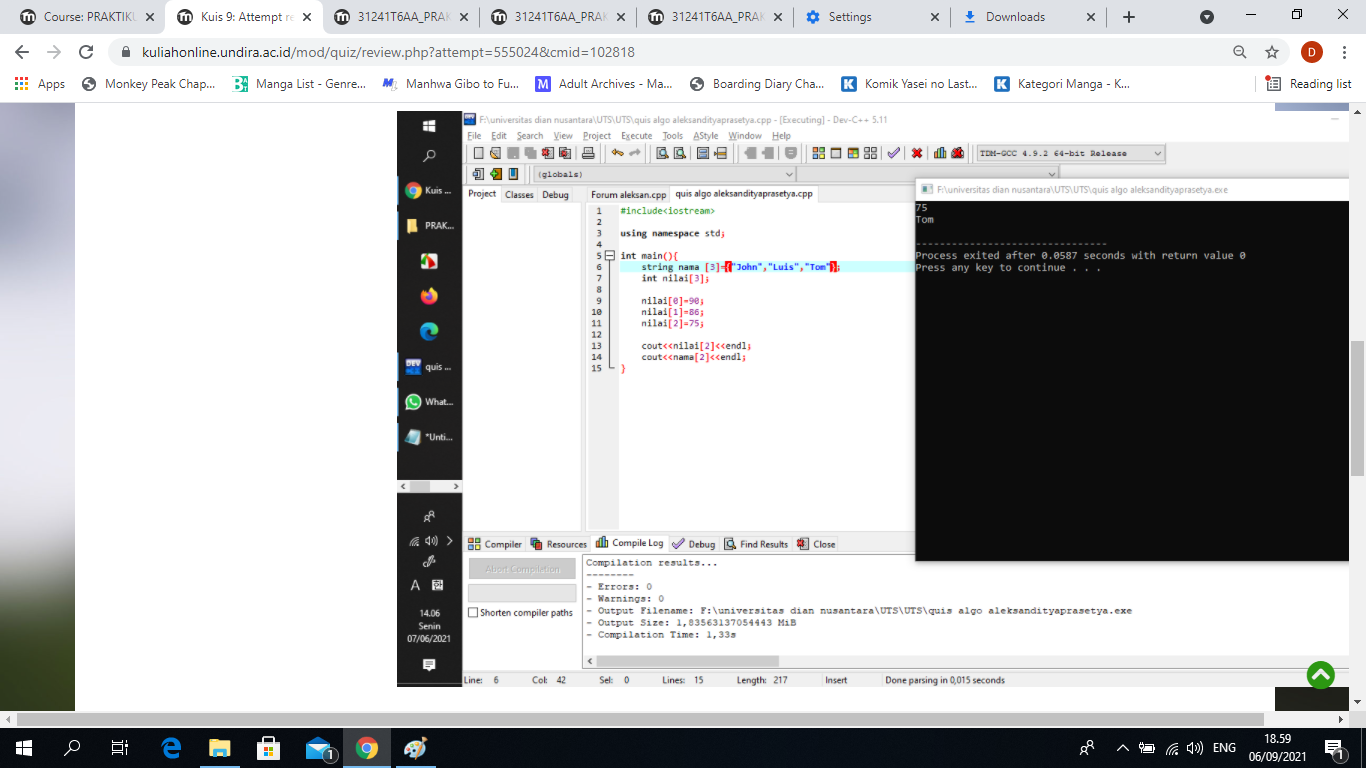 Course: PRAKTIKU
Kuis 9: Attempt re
31241T6AA_PRAK
31241T6AA_PRAK
31241T6AA_PRAK
Settings
Downloads
kuliahonline.undira.ac.id/mod/quiz/review.php?attempt=555024&cmid=102818
D
Apps
Monkey Peak Chap...
Manga List - Genre...
Manhwa Gibo to Fu...
Adult Archives - Ma...
Boarding Diary Cha...
Komik Yasei no Last...
Kategori Manga - K...
Reading list
F:\universitas dian nusantara\UTS\UTS\quis algo aleksandityaprasetya.cpp - [Executing] - Dev-C++ 5.11
File Edit Search View Project Execute Tools AStyle Window Help
TDM-GCC 4.9.2 64-bit Release
(globals)
Project Classes Debug
Forum aleksan.cpp quis algo aleksandityaprasetya.cpp
1 #include<iostream>
2
3 using namespace std;
4
5 int main(){
6 string nama [3]={"John","Luis","Tom"};
7 int nilai[3];
8
9 nilai[0]=90;
10 nilai[1]=86;
11 nilai[2]=75;
12
13 cout<<nilai[2]<<endl;
14 cout<<nama[2]<<endl;
15 }
F:\universitas dian nusantara\UTS\UTS\quis algo aleksandityaprasetya.exe
75
Tom
--------------------------------
Process exited after 0.0587 seconds with return value 0
Press any key to continue . . .
Kuis ...
PRAK...
DEV
quis ...
What...
*Unti...
A
14.06
Senin
07/06/2021
Compiler Resources Compile Log Debug Find Results Close
Abort Compilation
Shorten compiler paths
Compilation results...
--------
- Errors: 0
- Warnings: 0
- Output Filename: F:\universitas dian nusantara\UTS\UTS\quis algo aleksandityaprasetya.exe
- Output Size: 1,83563137054443 MiB
- Compilation Time: 1,33s
Line: 6 Col: 42 Sel: 0 Lines: 15 Length: 217 Insert Done parsing in 0,015 seconds
1
ENG
18.59
06/09/2021
1